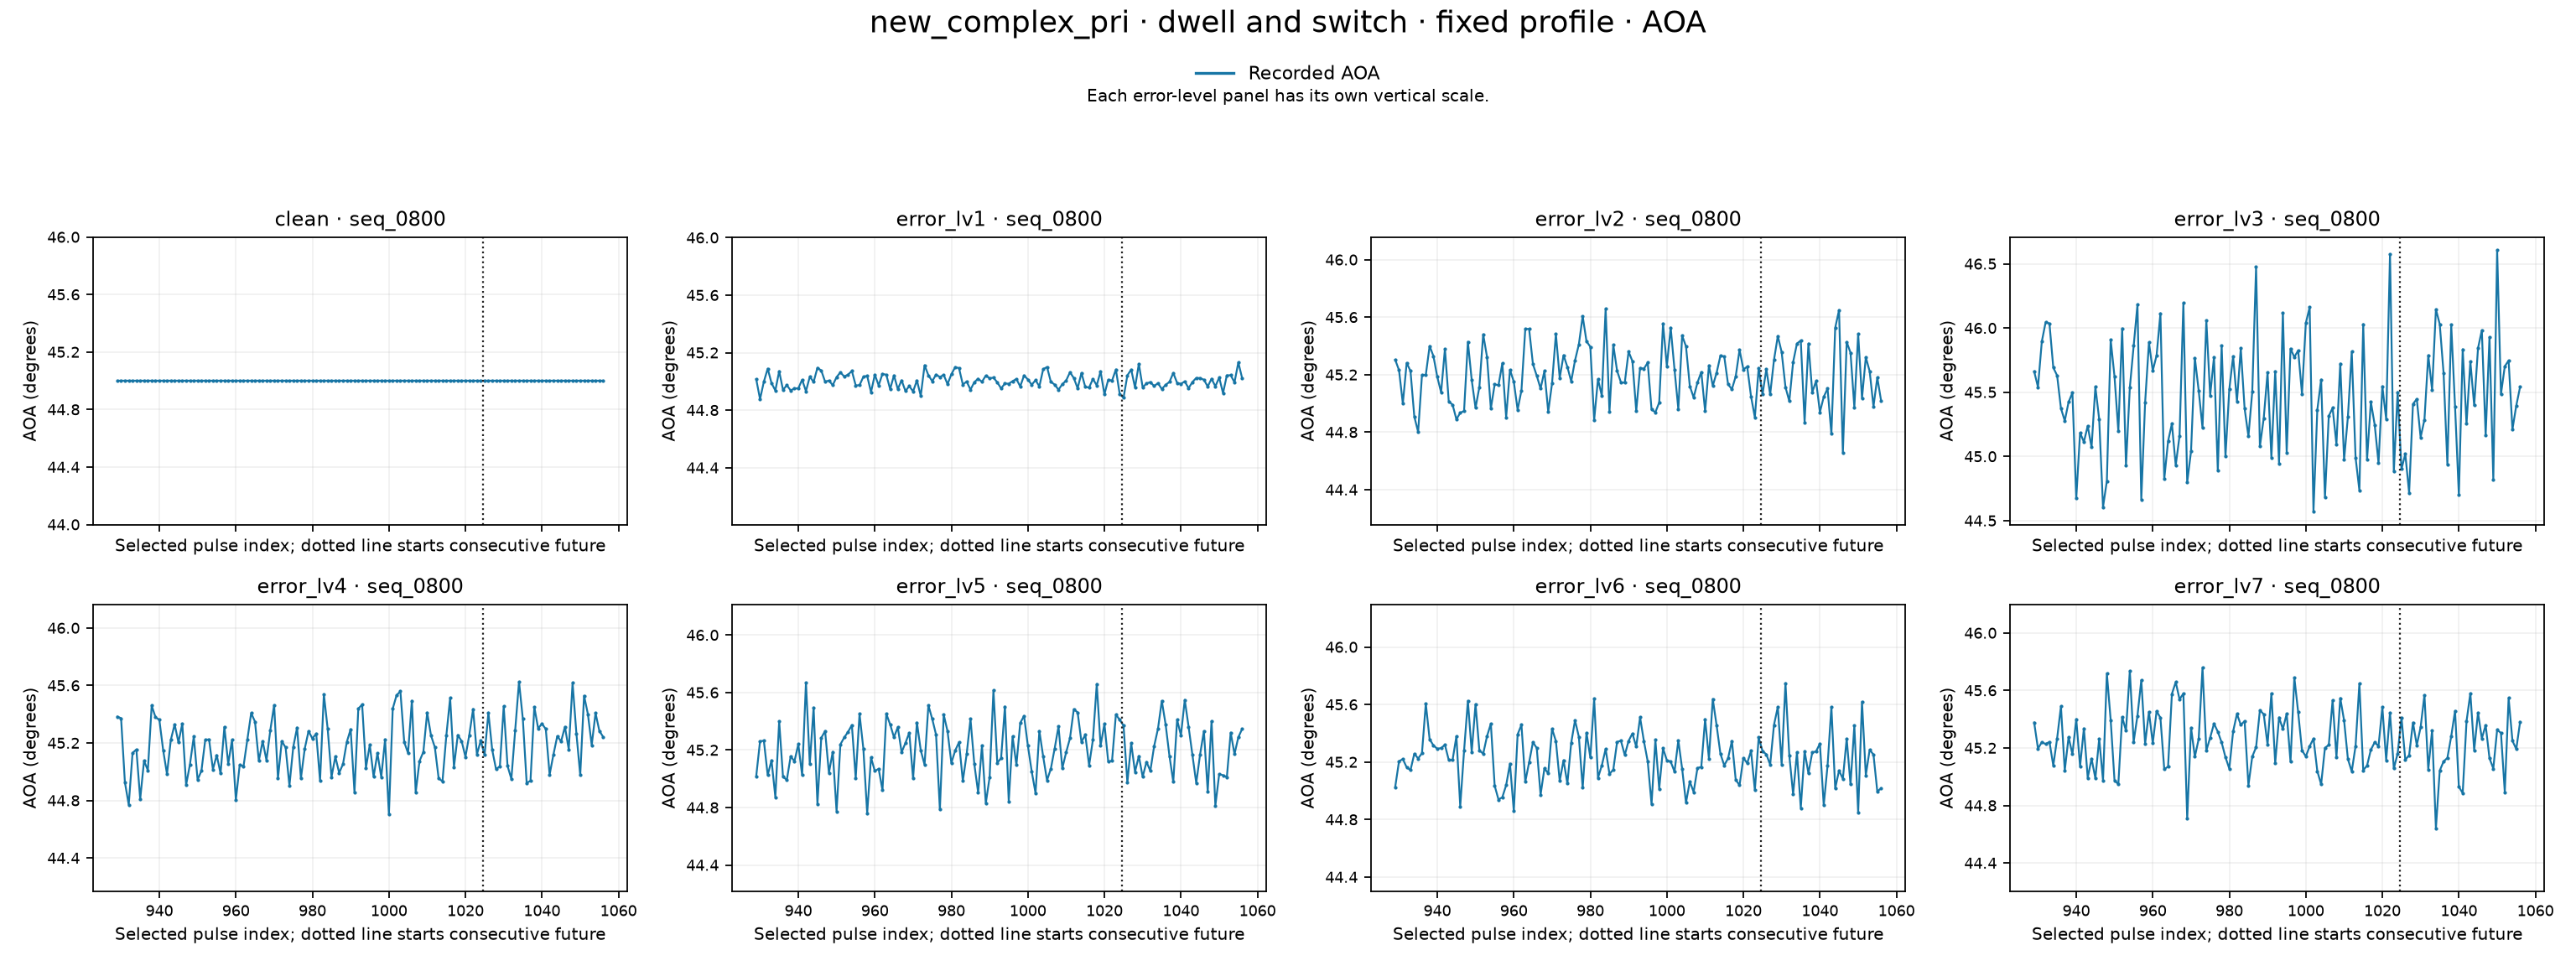 new_complex_pri · dwell and switch · fixed profile · AOA
Recorded AOA
Each error-level panel has its own vertical scale.
clean · seq_0800
46.0
45.6
45.2
44.8
44.4
44.0
AOA (degrees)
Selected pulse index; dotted line starts consecutive future
error_lv1 · seq_0800
46.0
45.6
45.2
44.8
44.4
AOA (degrees)
Selected pulse index; dotted line starts consecutive future
error_lv2 · seq_0800
46.0
45.6
45.2
44.8
44.4
AOA (degrees)
Selected pulse index; dotted line starts consecutive future
error_lv3 · seq_0800
46.5
46.0
45.5
45.0
44.5
AOA (degrees)
Selected pulse index; dotted line starts consecutive future
error_lv4 · seq_0800
46.0
45.6
45.2
44.8
44.4
AOA (degrees)
940 960 980 1000 1020 1040 1060
Selected pulse index; dotted line starts consecutive future
error_lv5 · seq_0800
46.0
45.6
45.2
44.8
44.4
AOA (degrees)
940 960 980 1000 1020 1040 1060
Selected pulse index; dotted line starts consecutive future
error_lv6 · seq_0800
46.0
45.6
45.2
44.8
44.4
AOA (degrees)
940 960 980 1000 1020 1040 1060
Selected pulse index; dotted line starts consecutive future
error_lv7 · seq_0800
46.0
45.6
45.2
44.8
44.4
AOA (degrees)
940 960 980 1000 1020 1040 1060
Selected pulse index; dotted line starts consecutive future